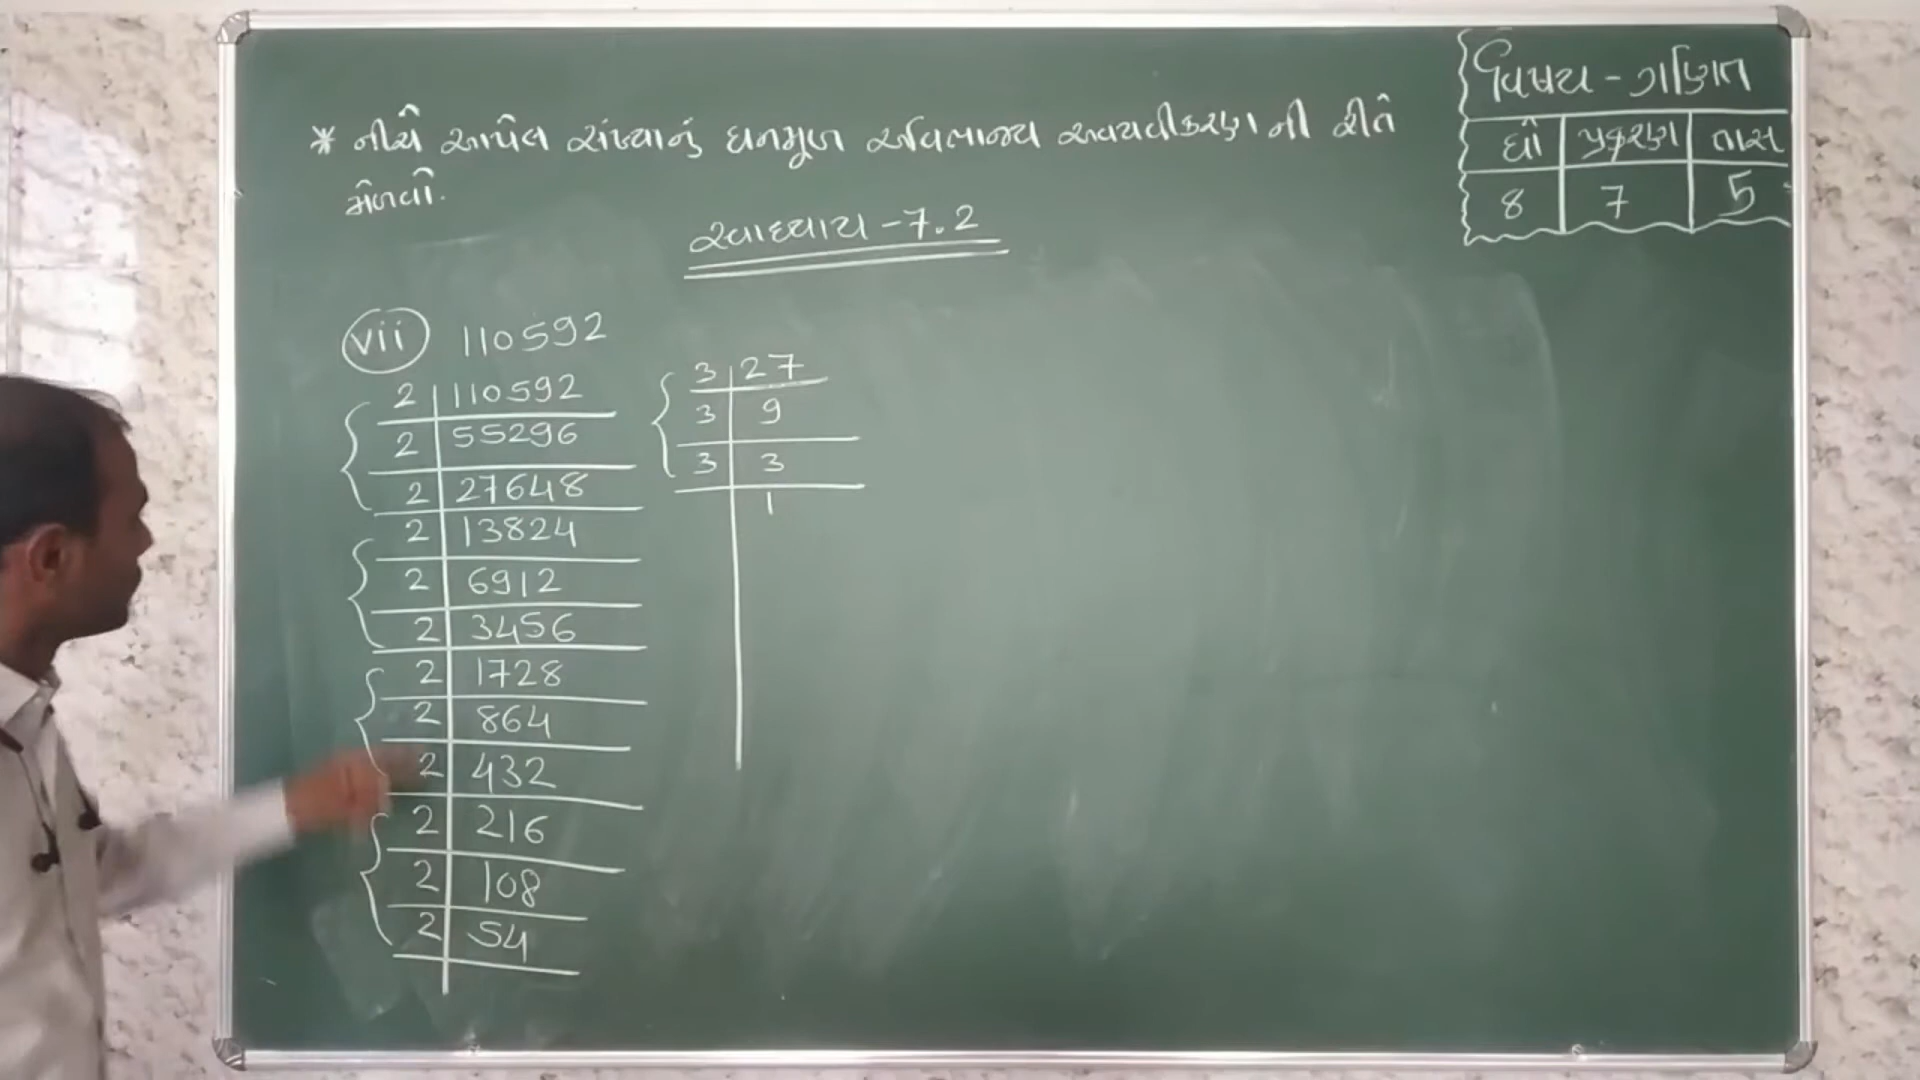 * નીચે આપેલ સંખ્યાનું ઘનમુળ અવિભાજ્ય અવયવીકરણ ની રીતે
મેળવો.
સ્વાધ્યાય - 7.2
વિષય - ગણિત
ધો પ્રકરણ તાસ
8 7 5
vii 110592
2 110592
2 55296
2 27648
2 13824
2 6912
2 3456
2 1728
2 864
2 432
2 216
2 108
2 54
3 27
3 9
3 3
1